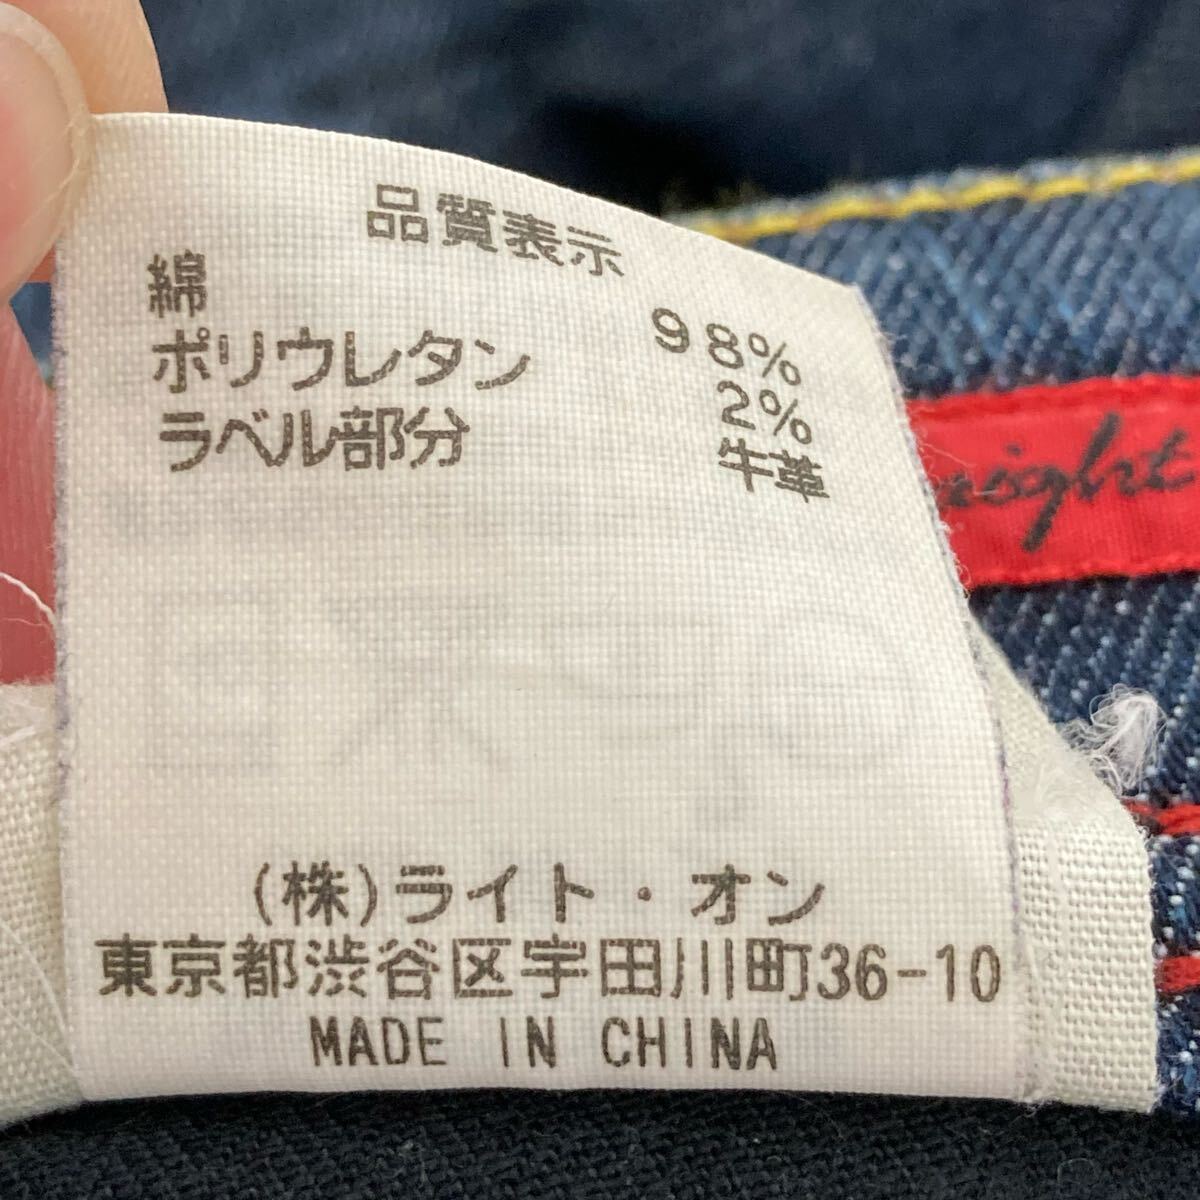 品質表示
綿 98%
ポリウレタン 2%
ラベル部分 牛革
(株)ライト・オン
東京都渋谷区宇田川町36-10
MADE IN CHINA